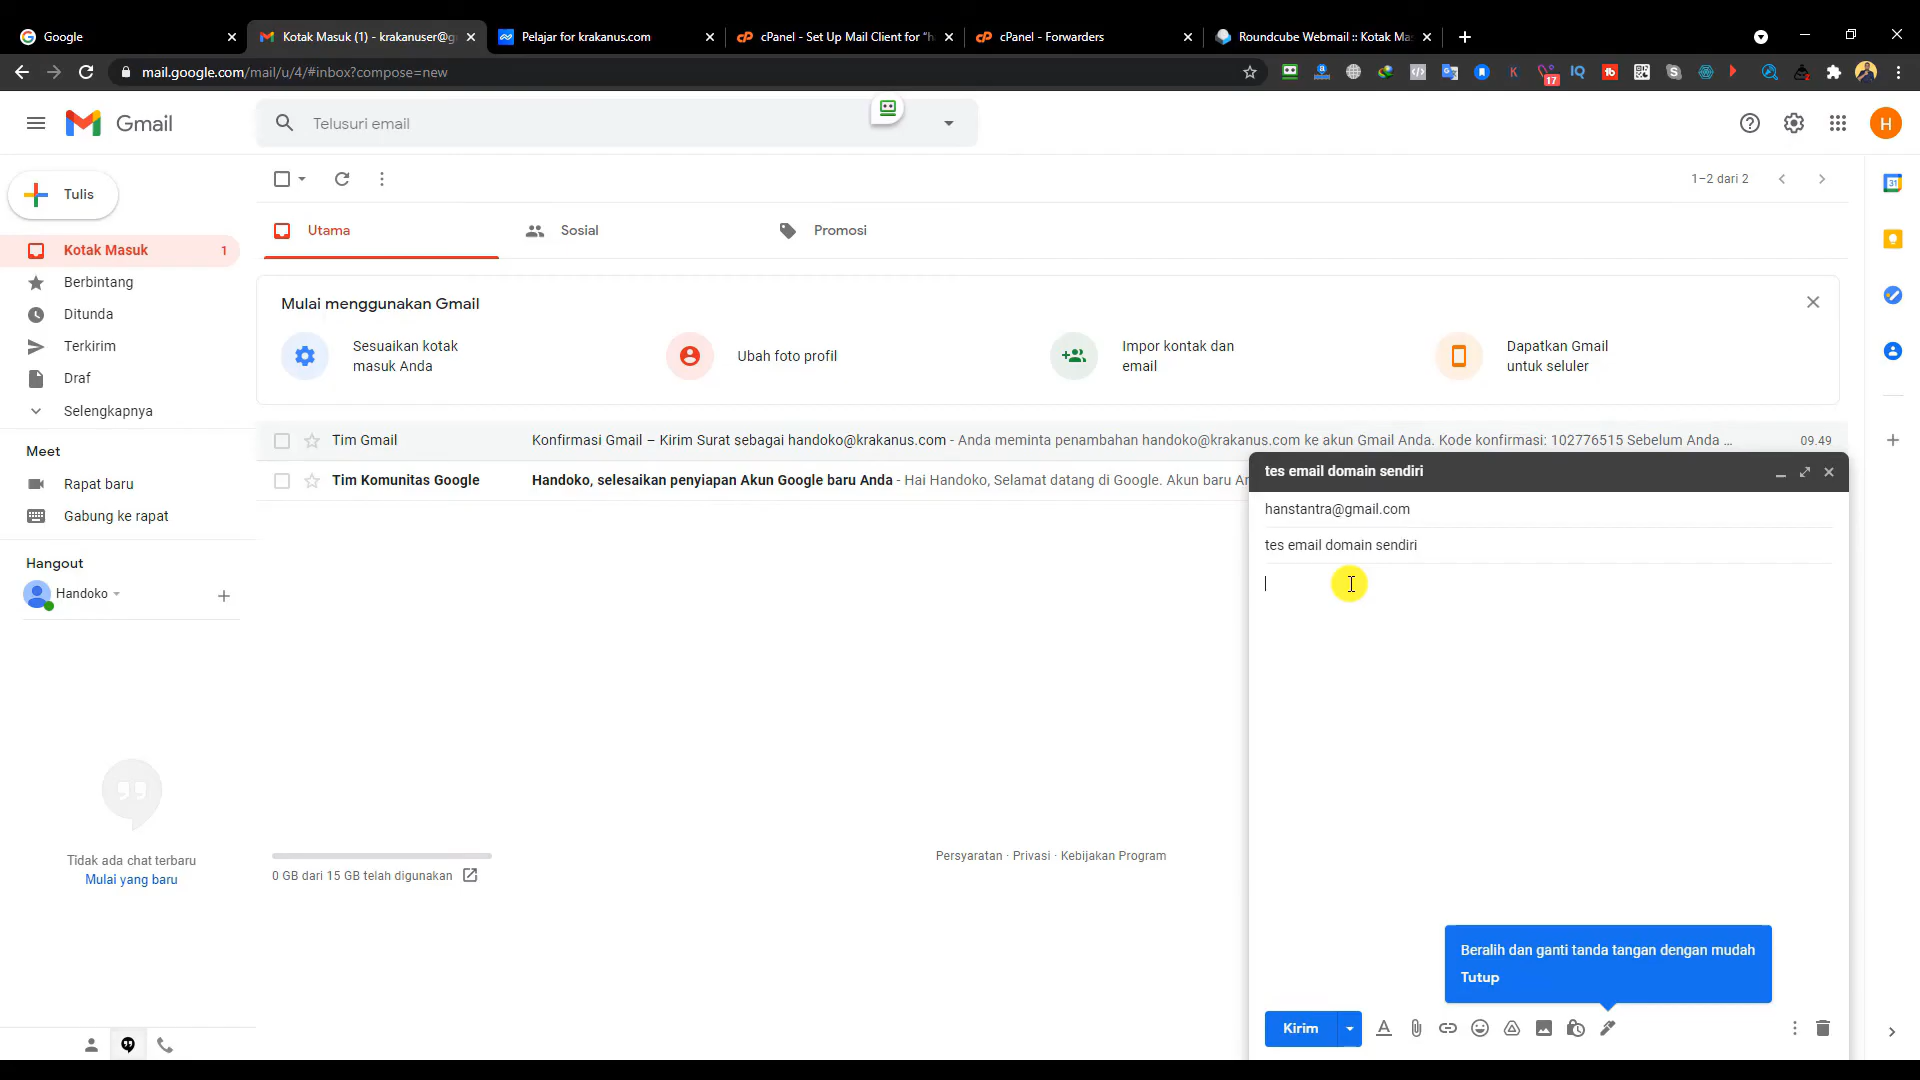 Google
Kotak Masuk (1) - krakanuser@g
Pelajar for krakanus.com
cPanel - Set Up Mail Client for "h
cPanel - Forwarders
Roundcube Webmail :: Kotak Ma
mail.google.com/mail/u/4/#inbox?compose=new
17
Gmail
Telusuri email
H
Tulis
1–2 dari 2
31
Kotak Masuk
1
Utama
Sosial
Promosi
Berbintang
Ditunda
Terkirim
Draf
Selengkapnya
Mulai menggunakan Gmail
Sesuaikan kotak
masuk Anda
Ubah foto profil
Impor kontak dan
email
Dapatkan Gmail
untuk seluler
Tim Gmail
Konfirmasi Gmail – Kirim Surat sebagai handoko@krakanus.com - Anda meminta penambahan handoko@krakanus.com ke akun Gmail Anda. Kode konfirmasi: 102776515 Sebelum Anda ...
09.49
Tim Komunitas Google
Handoko, selesaikan penyiapan Akun Google baru Anda - Hai Handoko, Selamat datang di Google. Akun baru An
Meet
Rapat baru
Gabung ke rapat
Hangout
Handoko
Tidak ada chat terbaru
Mulai yang baru
0 GB dari 15 GB telah digunakan
Persyaratan · Privasi · Kebijakan Program
tes email domain sendiri
hanstantra@gmail.com
tes email domain sendiri
Beralih dan ganti tanda tangan dengan mudah
Tutup
Kirim